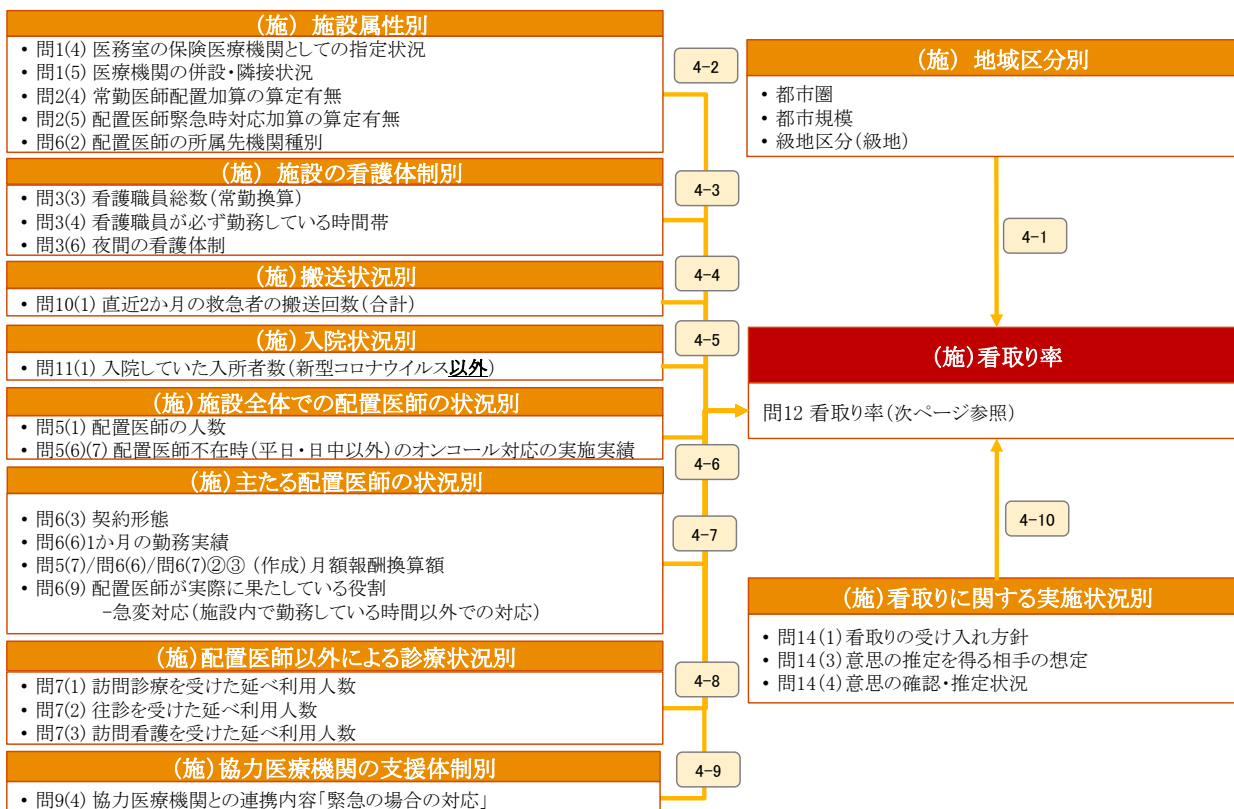 (施) 施設属性別
• 問1(4) 医務室の保険医療機関としての指定状況
• 問1(5) 医療機関の併設・隣接状況
• 問2(4) 常勤医師配置加算の算定有無
• 問2(5) 配置医師緊急時対応加算の算定有無
• 問6(2) 配置医師の所属先機関種別
4-2
(施) 施設の看護体制別
• 問3(3) 看護職員総数(常勤換算)
• 問3(4) 看護職員が必ず勤務している時間帯
• 問3(6) 夜間の看護体制
4-3
(施)搬送状況別
• 問10(1) 直近2か月の救急者の搬送回数(合計)
4-4
(施)入院状況別
• 問11(1) 入院していた入所者数(新型コロナウイルス以外)
4-5
(施)施設全体での配置医師の状況別
• 問5(1) 配置医師の人数
• 問5(6)(7) 配置医師不在時(平日・日中以外)のオンコール対応の実施実績
4-6
(施)主たる配置医師の状況別
• 問6(3) 契約形態
• 問6(6)1か月の勤務実績
• 問5(7)/問6(6)/問6(7)②③ (作成)月額報酬換算額
• 問6(9) 配置医師が実際に果たしている役割
-急変対応(施設内で勤務している時間以外での対応)
4-7
(施)配置医師以外による診療状況別
• 問7(1) 訪問診療を受けた延べ利用人数
• 問7(2) 往診を受けた延べ利用人数
• 問7(3) 訪問看護を受けた延べ利用人数
4-8
(施)協力医療機関の支援体制別
• 問9(4) 協力医療機関との連携内容「緊急の場合の対応」
4-9
(施) 地域区分別
• 都市圏
• 都市規模
• 級地区分(級地)
4-1
(施)看取り率
問12 看取り率(次ページ参照)
4-10
(施)看取りに関する実施状況別
• 問14(1)看取りの受け入れ方針
• 問14(3)意思の推定を得る相手の想定
• 問14(4)意思の確認・推定状況